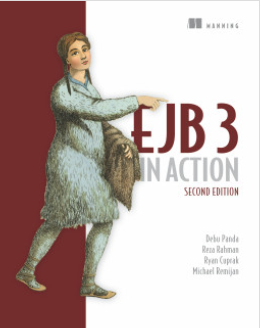 MANNING
EJB 3
IN ACTION
SECOND EDITION
Debu Panda
Reza Rahman
Ryan Cuprak
Michael Remijan